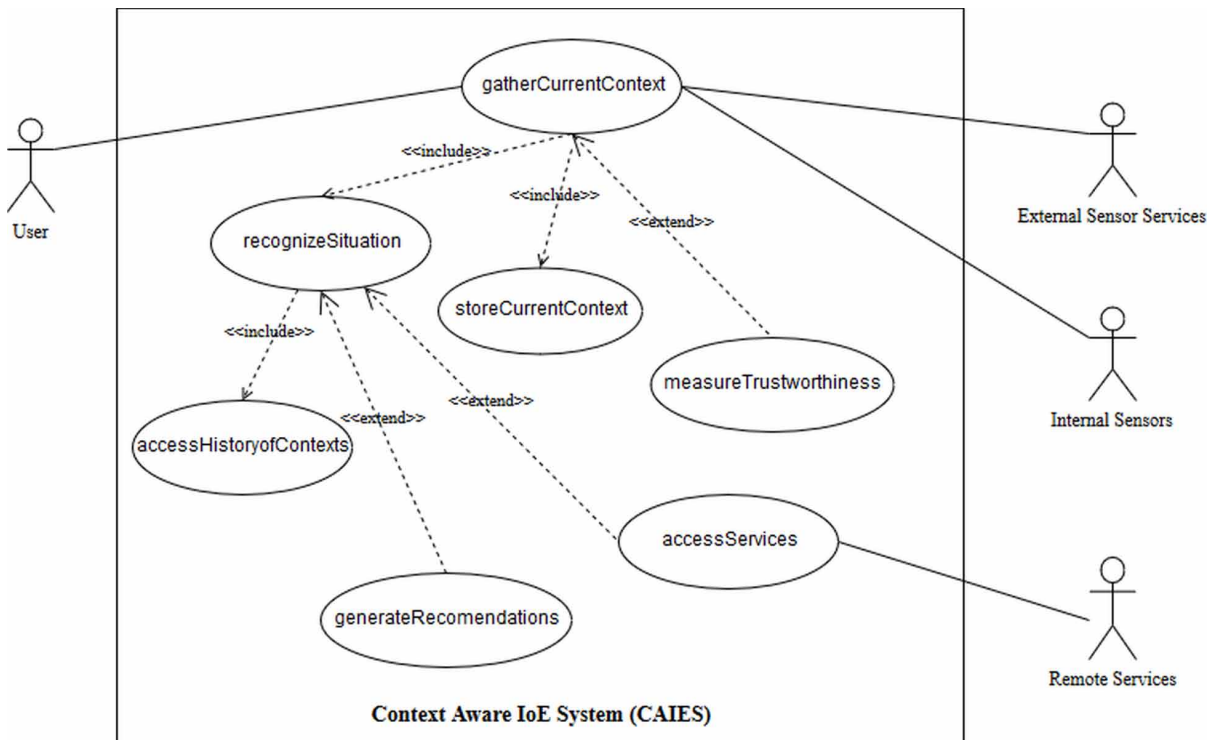 gatherCurrentContext
<<include>>
<<include>>
<<extend>>
User
External Sensor Services
recognizeSituation
storeCurrentContext
<<include>>
measureTrustworthiness
<<extend>>
<<extend>>
Internal Sensors
accessHistoryofContexts
accessServices
generateRecomendations
Remote Services
Context Aware IoE System (CAIES)